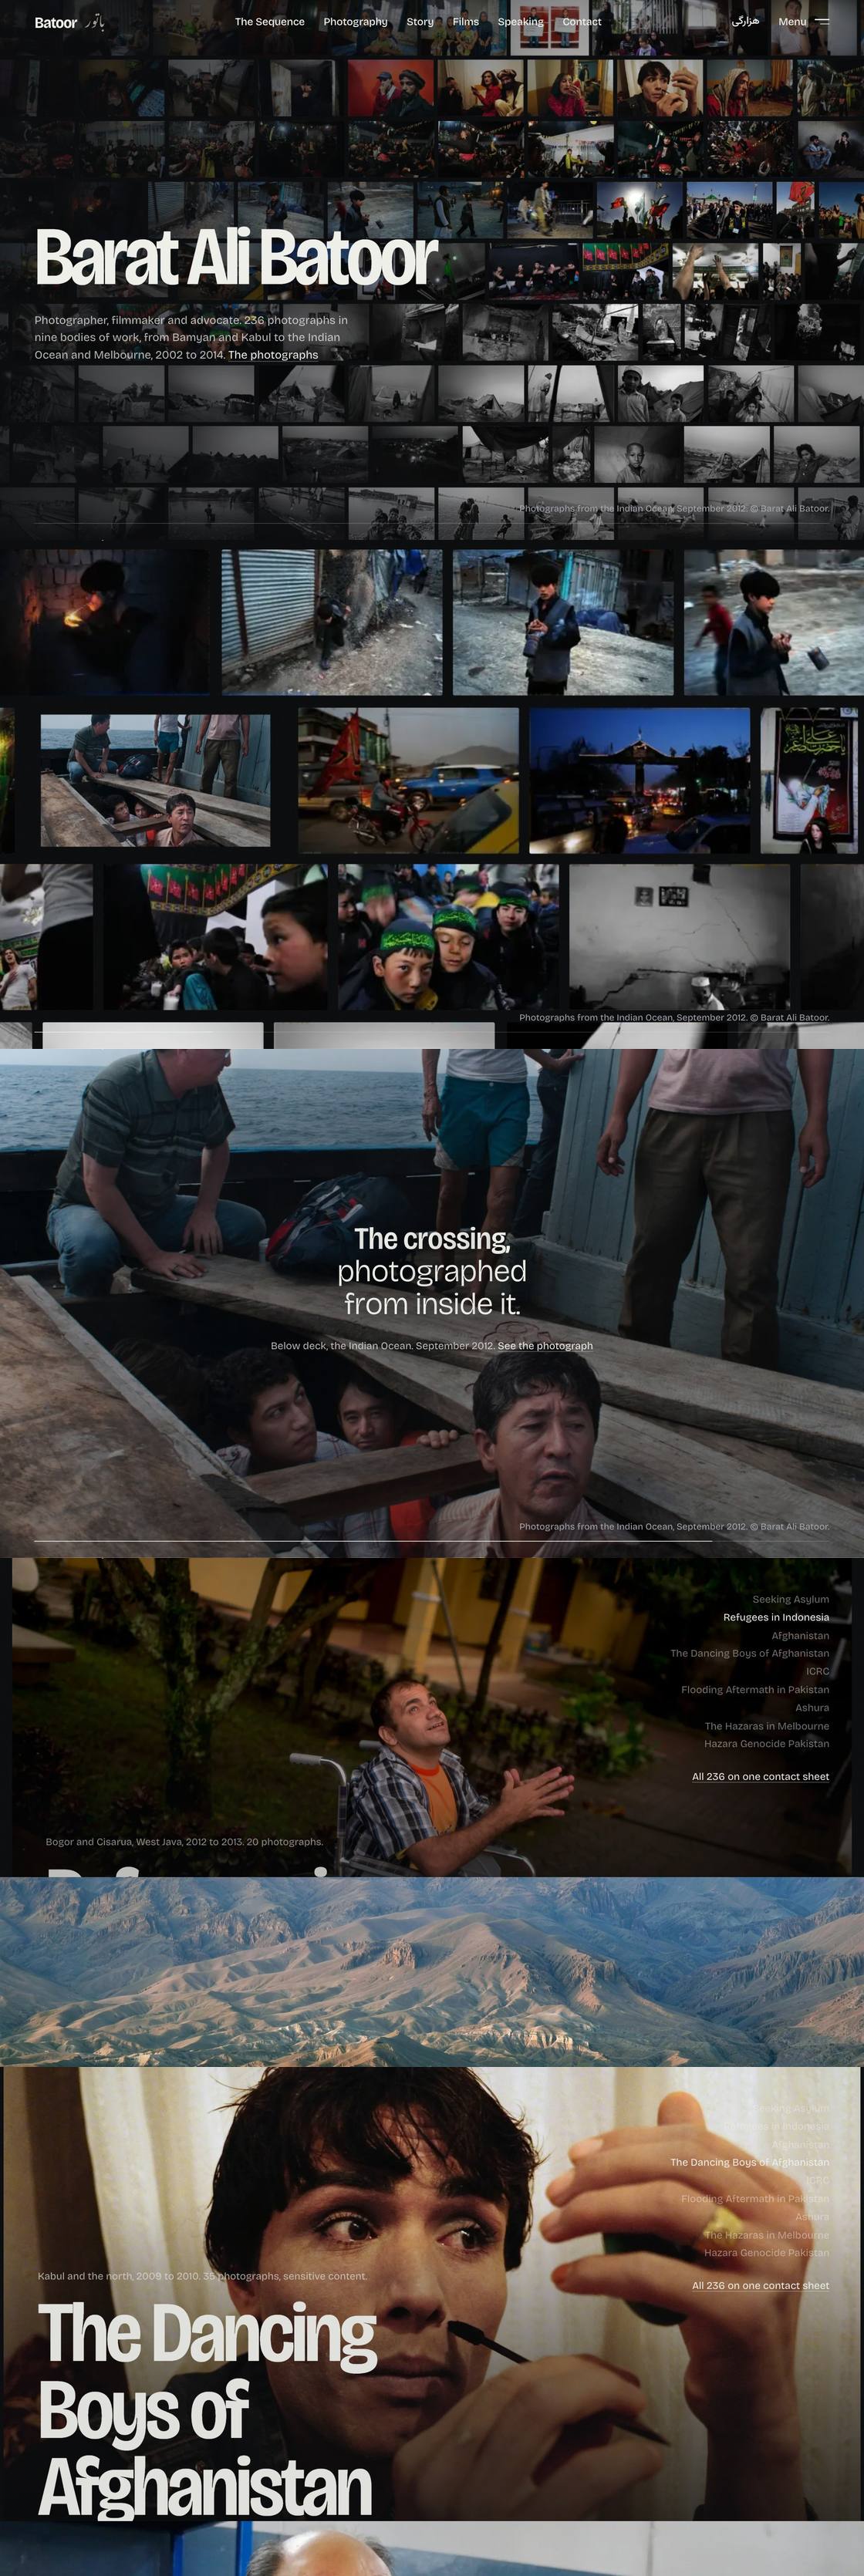 Batoor باتور
The Sequence Photography Story Films Speaking Contact
هزارگی Menu
Barat Ali Batoor
Photographer, filmmaker and advocate. 236 photographs in
nine bodies of work, from Bamyan and Kabul to the Indian
Ocean and Melbourne, 2002 to 2014. The photographs
Photographs from the Indian Ocean, September 2012. © Barat Ali Batoor.
Photographs from the Indian Ocean, September 2012. © Barat Ali Batoor.
The crossing,
photographed
from inside it.
Below deck, the Indian Ocean. September 2012. See the photograph
Photographs from the Indian Ocean, September 2012. © Barat Ali Batoor.
Seeking Asylum
Refugees in Indonesia
Afghanistan
The Dancing Boys of Afghanistan
ICRC
Flooding Aftermath in Pakistan
Ashura
The Hazaras in Melbourne
Hazara Genocide Pakistan
All 236 on one contact sheet
Bogor and Cisarua, West Java, 2012 to 2013. 20 photographs.
Seeking Asylum
Refugees in Indonesia
Afghanistan
The Dancing Boys of Afghanistan
ICRC
Flooding Aftermath in Pakistan
Ashura
The Hazaras in Melbourne
Hazara Genocide Pakistan
All 236 on one contact sheet
Kabul and the north, 2009 to 2010. 35 photographs, sensitive content.
The Dancing
Boys of
Afghanistan